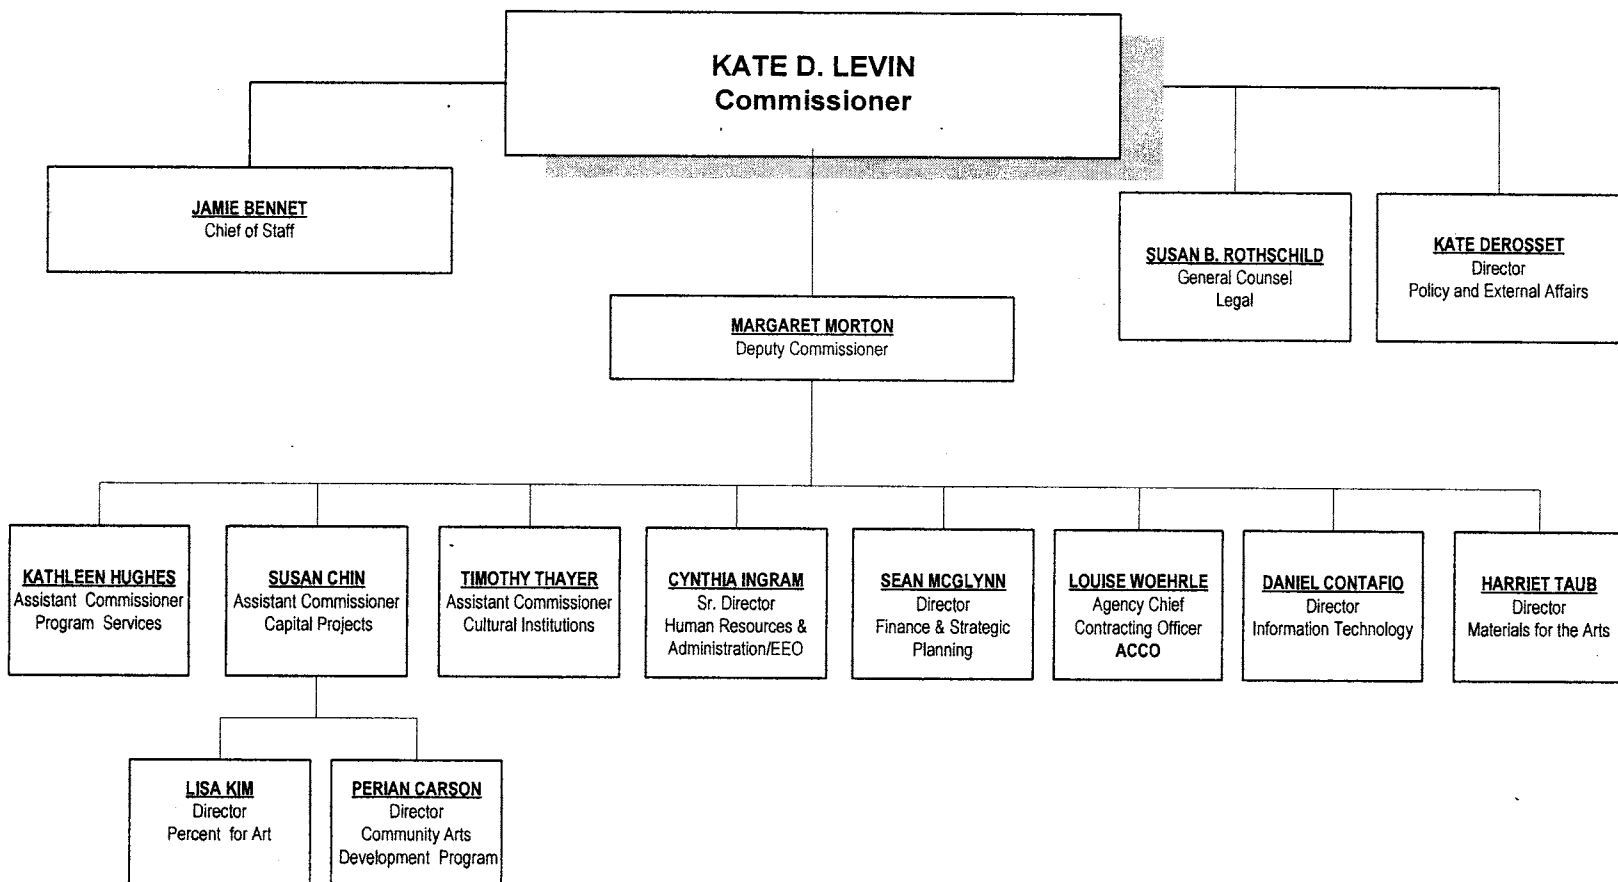 KATE D. LEVIN
Commissioner
JAMIE BENNET
Chief of Staff
SUSAN B. ROTHSCHILD
General Counsel
Legal
KATE DEROSSET
Director
Policy and External Affairs
MARGARET MORTON
Deputy Commissioner
KATHLEEN HUGHES
Assistant Commissioner
Program Services
SUSAN CHIN
Assistant Commissioner
Capital Projects
TIMOTHY THAYER
Assistant Commissioner
Cultural Institutions
CYNTHIA INGRAM
Sr. Director
Human Resources &
Administration/EEO
SEAN MCGLYNN
Director
Finance & Strategic
Planning
LOUISE WOEHRLE
Agency Chief
Contracting Officer
ACCO
DANIEL CONTAFIO
Director
Information Technology
HARRIET TAUB
Director
Materials for the Arts
LISA KIM
Director
Percent for Art
PERIAN CARSON
Director
Community Arts
Development Program